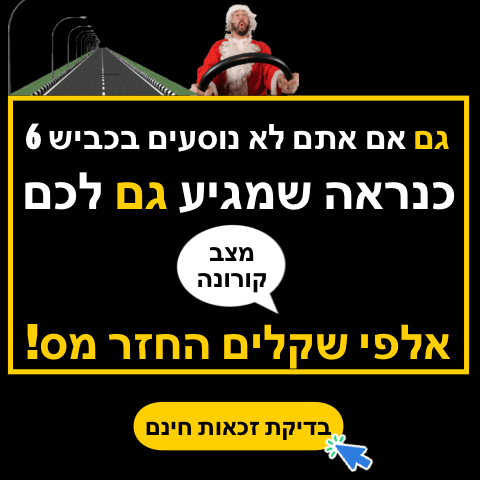 גם אם אתם לא נוסעים בכביש 6
כנראה שמגיע גם לכם
מצב
קורונה
אלפי שקלים החזר מס!
בדיקת זכאות חינם